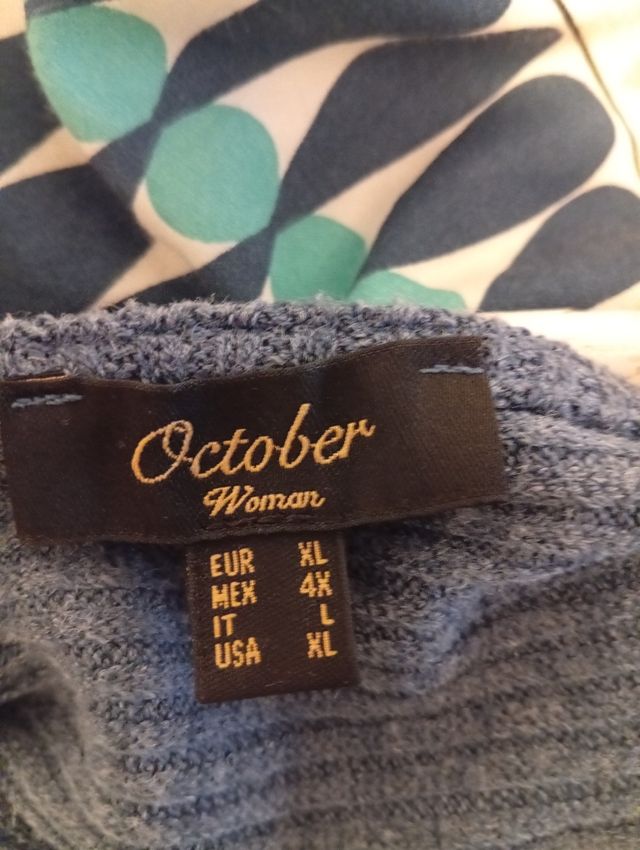 October
Woman
EUR XL
MEX 4X
IT L
USA XL